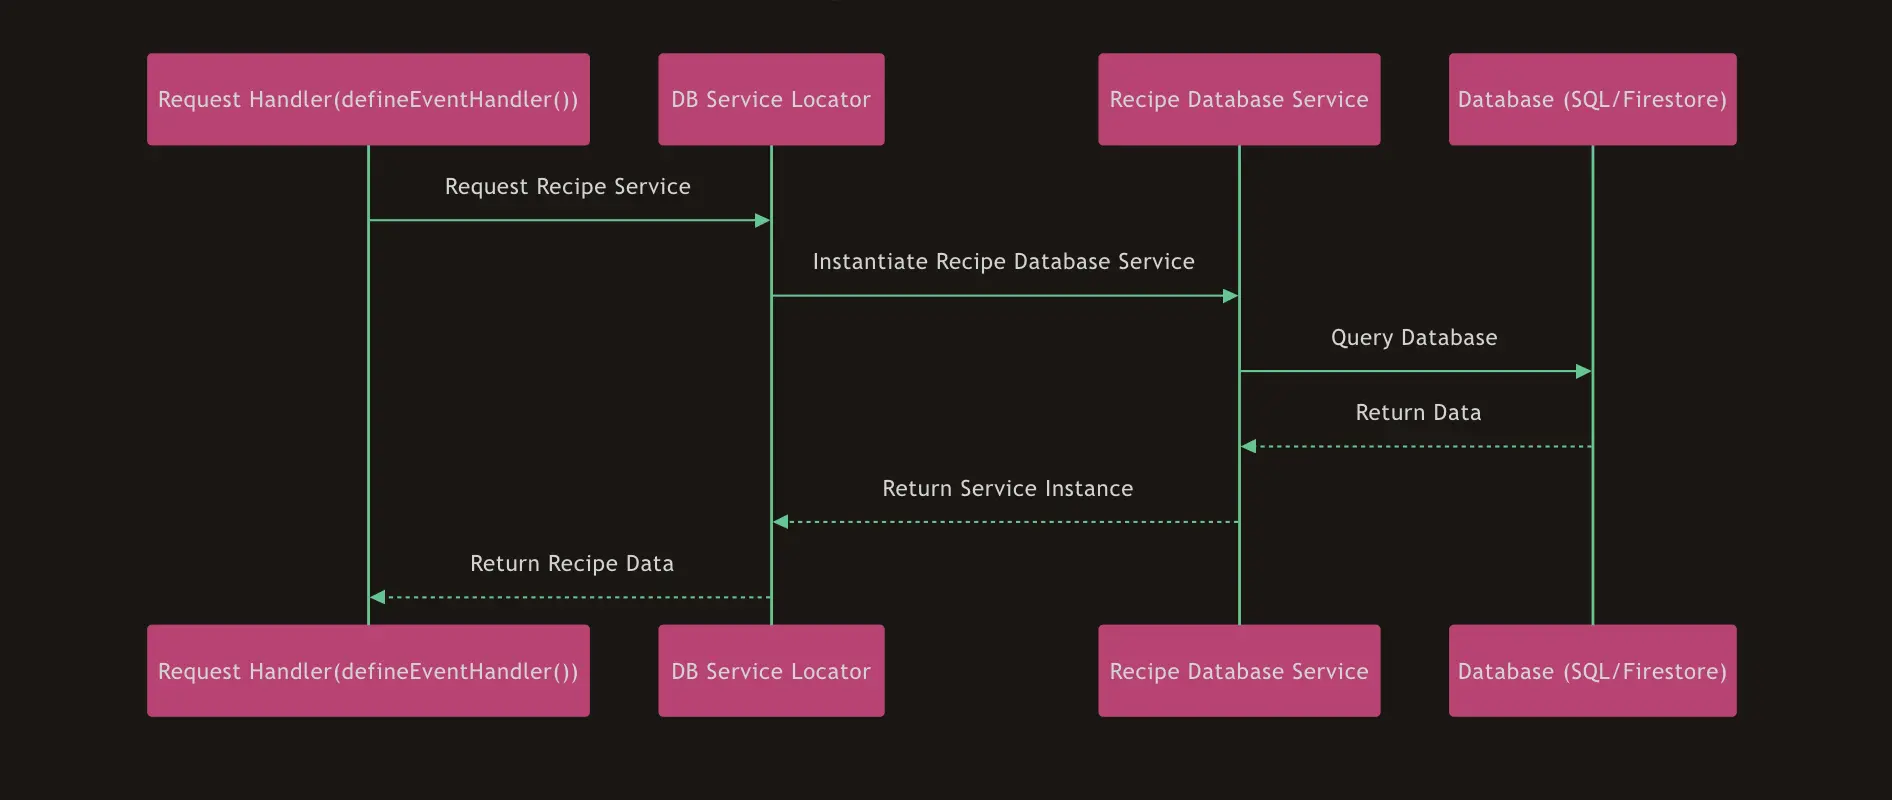 Request Handler(defineEventHandler())
DB Service Locator
Recipe Database Service
Database (SQL/Firestore)
Request Recipe Service
Instantiate Recipe Database Service
Query Database
Return Data
Return Service Instance
Return Recipe Data
Request Handler(defineEventHandler())
DB Service Locator
Recipe Database Service
Database (SQL/Firestore)